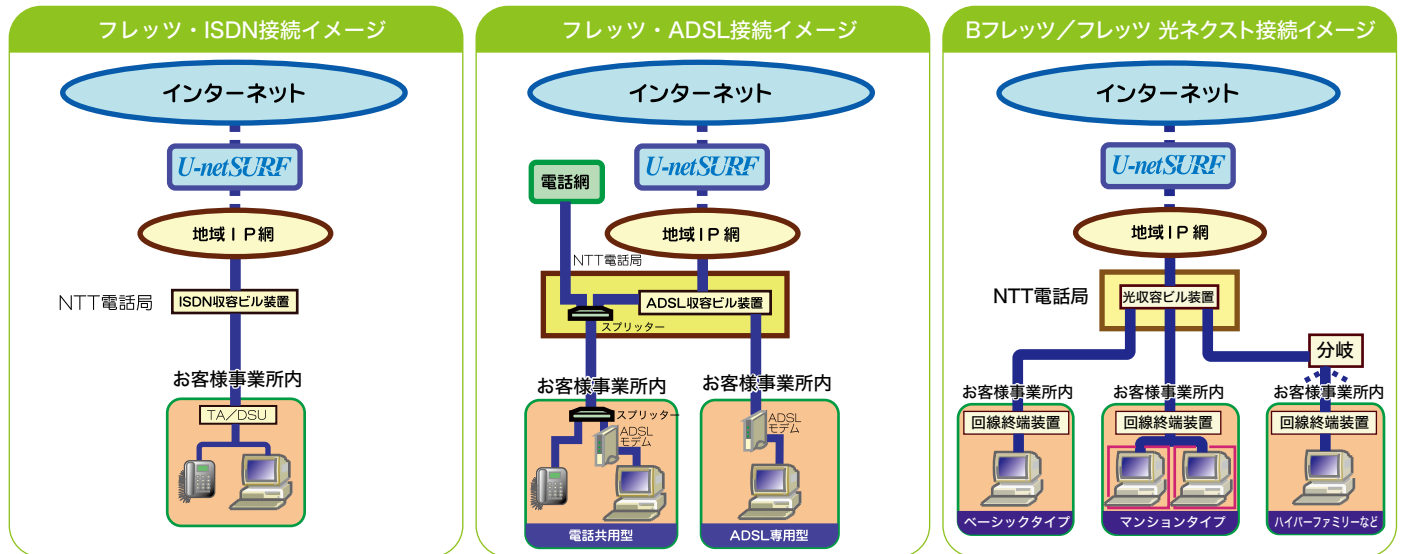 フレッツ・ISDN接続イメージ
インターネット
U-netSURF
地域IP網
NTT電話局
ISDN収容ビル装置
お客様事業所内
TA/DSU
フレッツ・ADSL接続イメージ
インターネット
電話網
U-netSURF
地域IP網
NTT電話局
ADSL収容ビル装置
スプリッター
お客様事業所内
スプリッター
ADSL
モデム
電話共用型
お客様事業所内
ADSL
モデム
ADSL専用型
Bフレッツ/フレッツ 光ネクスト接続イメージ
インターネット
U-netSURF
地域IP網
NTT電話局
光収容ビル装置
分岐
お客様事業所内
回線終端装置
ベーシックタイプ
お客様事業所内
回線終端装置
マンションタイプ
お客様事業所内
回線終端装置
ハイパーファミリーなど